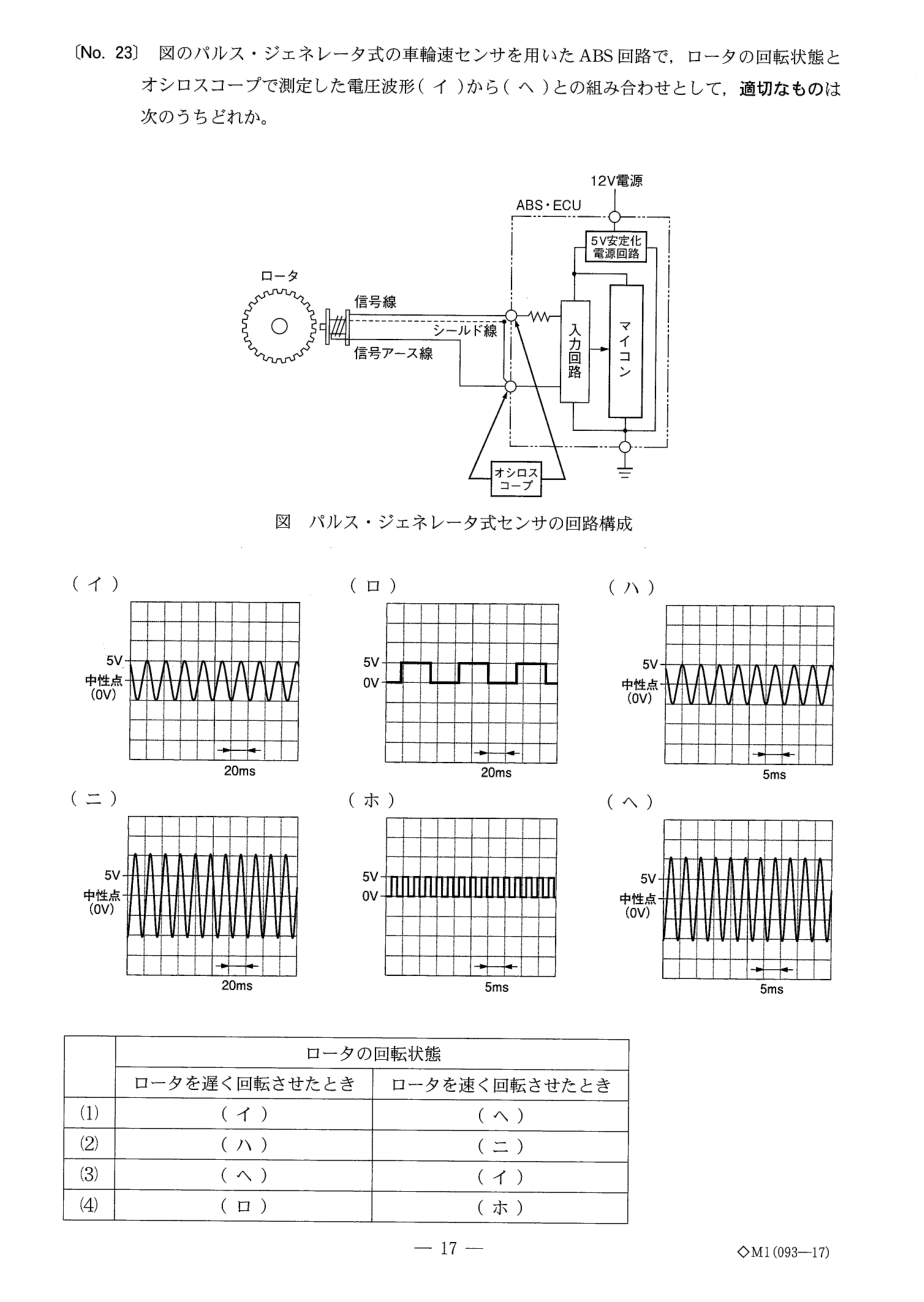 〔No. 23〕 図のパルス・ジェネレータ式の車輪速センサを用いた ABS 回路で，ロータの回転状態と
オシロスコープで測定した電圧波形( イ )から( ヘ )との組み合わせとして，適切なものは
次のうちどれか。
12V電源
ABS・ECU
5V安定化
電源回路
ロータ
信号線
シールド線
信号アース線
入力回路
マイコン
オシロス
コープ
図 パルス・ジェネレータ式センサの回路構成
( イ ) ( ロ ) ( ハ )
5V
中性点
(0V)
20ms
5V
0V
20ms
5V
中性点
(0V)
5ms
( ニ ) ( ホ ) ( ヘ )
5V
中性点
(0V)
20ms
5V
0V
5ms
5V
中性点
(0V)
5ms
ロータの回転状態
ロータを遅く回転させたとき ロータを速く回転させたとき
(1) ( イ ) ( ヘ )
(2) ( ハ ) ( ニ )
(3) ( ヘ ) ( イ )
(4) ( ロ ) ( ホ )
— 17 —
◇M1(093—17)